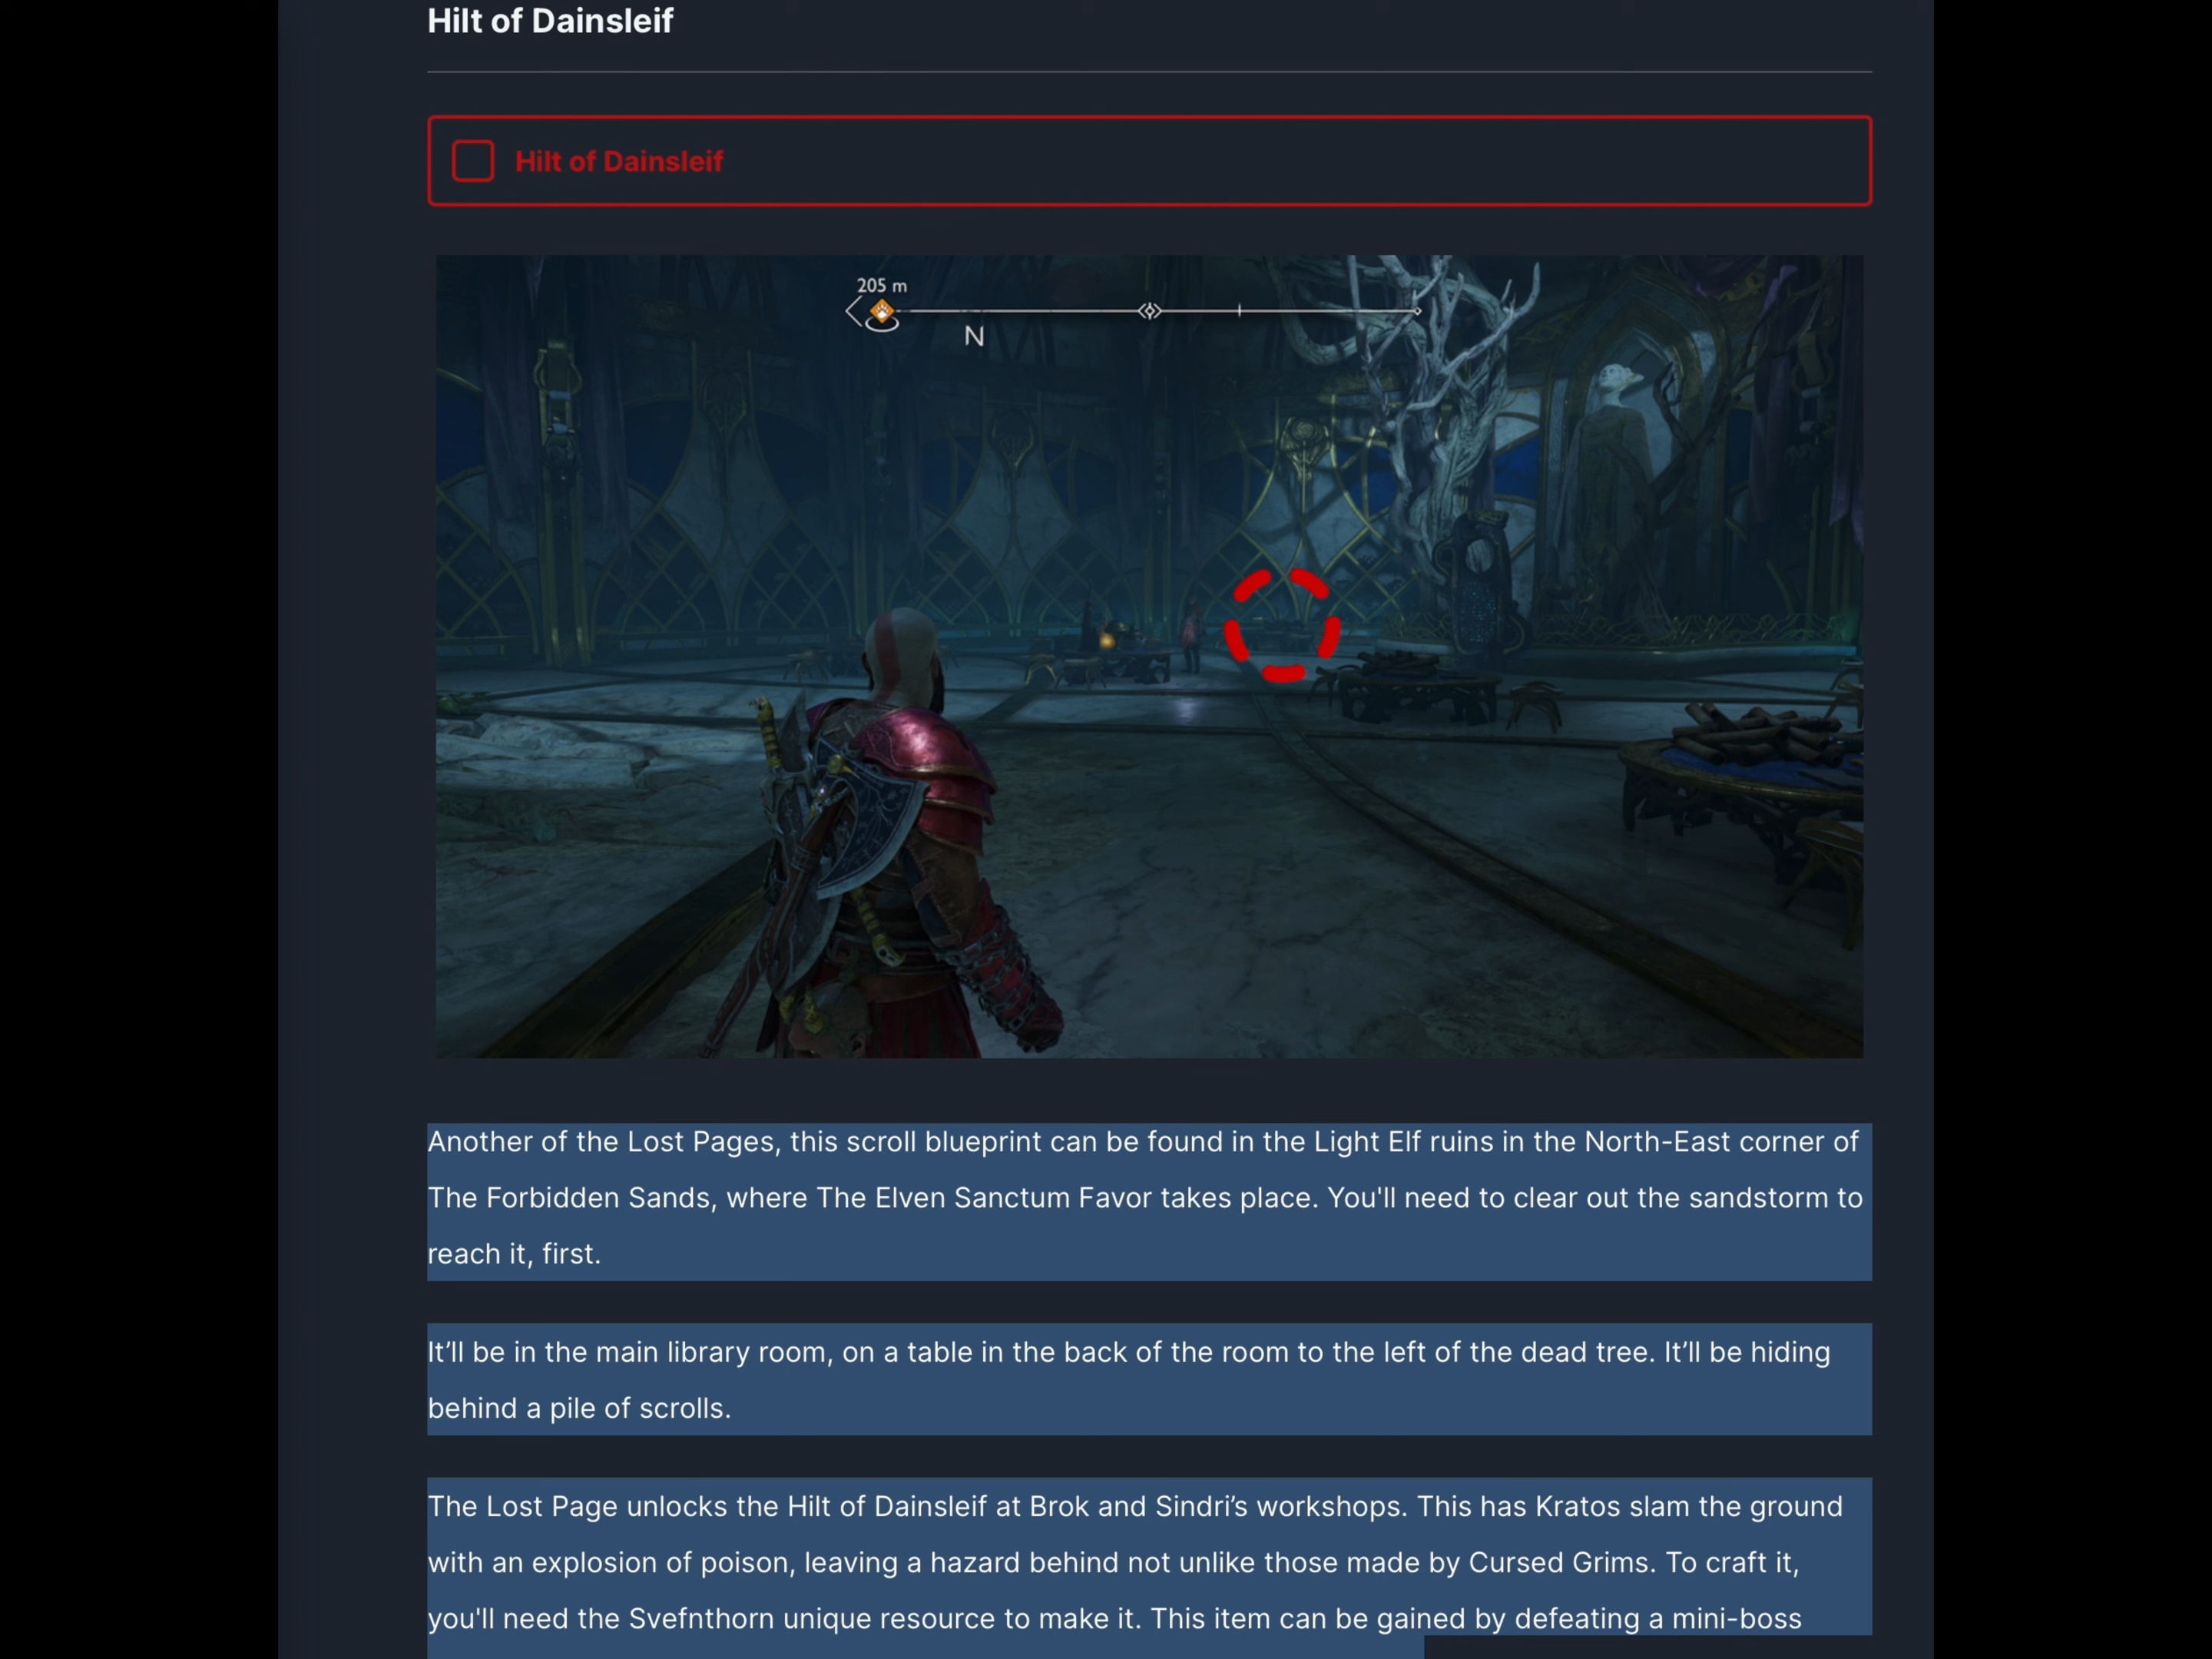 Hilt of Dainsleif
Hilt of Dainsleif
205 m
N
Another of the Lost Pages, this scroll blueprint can be found in the Light Elf ruins in the North-East corner of
The Forbidden Sands, where The Elven Sanctum Favor takes place. You'll need to clear out the sandstorm to
reach it, first.
It’ll be in the main library room, on a table in the back of the room to the left of the dead tree. It’ll be hiding
behind a pile of scrolls.
The Lost Page unlocks the Hilt of Dainsleif at Brok and Sindri’s workshops. This has Kratos slam the ground
with an explosion of poison, leaving a hazard behind not unlike those made by Cursed Grims. To craft it,
you'll need the Svefnthorn unique resource to make it. This item can be gained by defeating a mini-boss